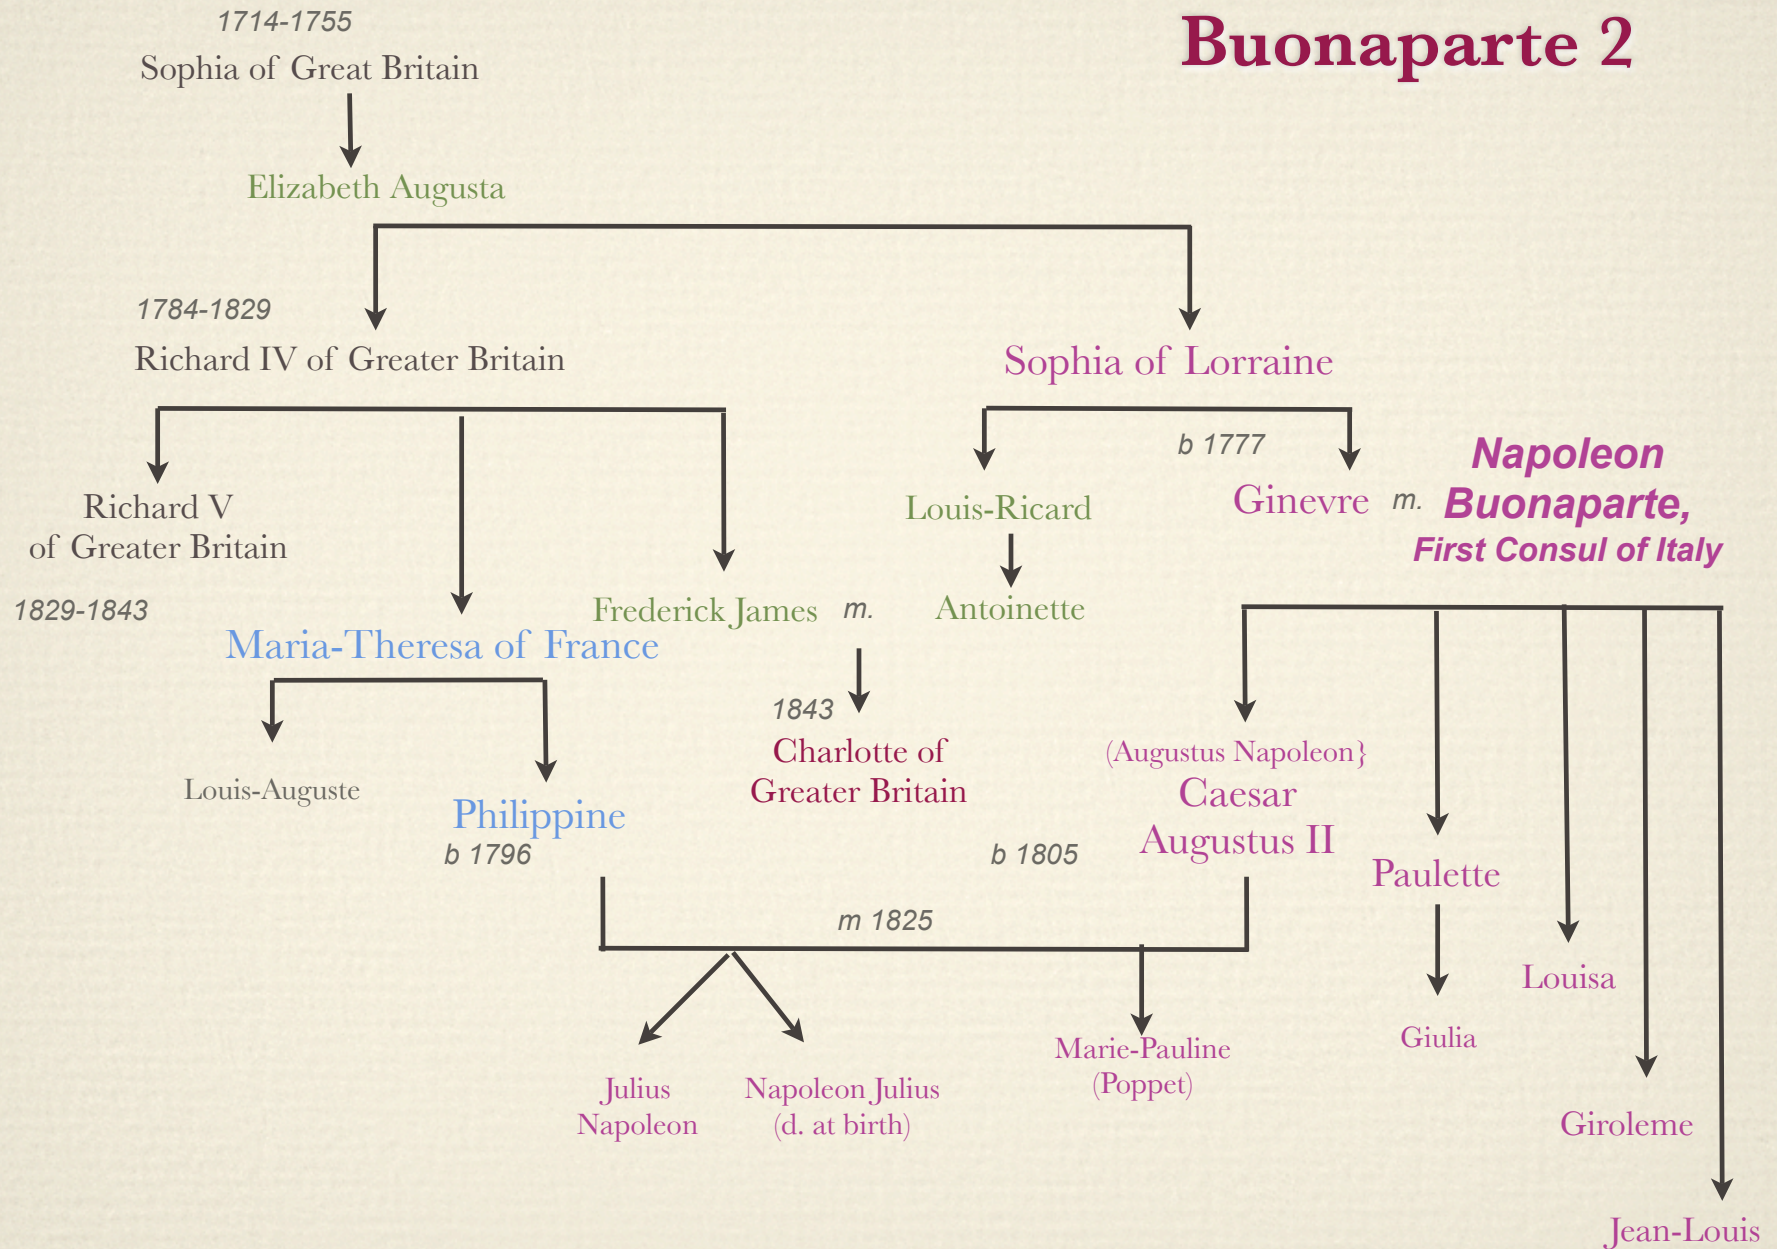 Buonaparte 2
1714-1755
Sophia of Great Britain
Elizabeth Augusta
1784-1829
Richard IV of Greater Britain
Sophia of Lorraine
b 1777
Richard V
of Greater Britain
1829-1843
Louis-Ricard
Ginevre
m.
Napoleon
Buonaparte,
First Consul of Italy
Maria-Theresa of France
Frederick James
m.
Antoinette
1843
Charlotte of
Greater Britain
Louis-Auguste
Philippine
b 1796
b 1805
(Augustus Napoleon}
Caesar
Augustus II
Paulette
m 1825
Louisa
Giulia
Julius
Napoleon
Napoleon Julius
(d. at birth)
Marie-Pauline
(Poppet)
Giroleme
Jean-Louis